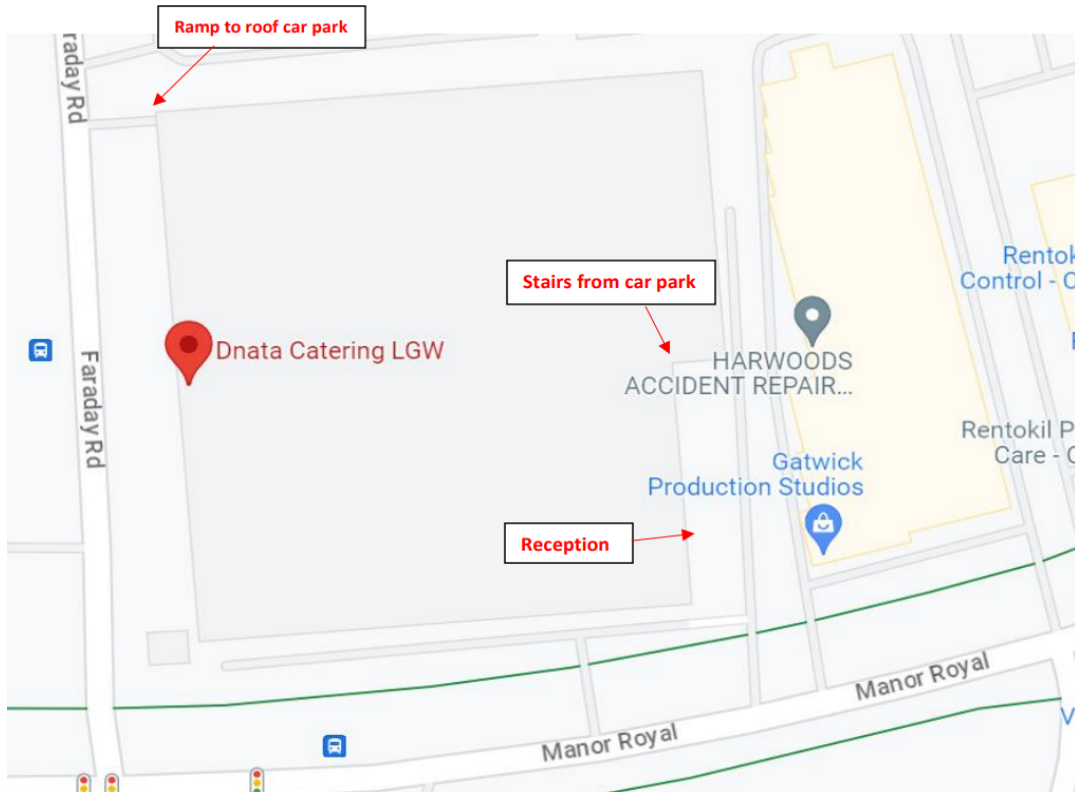 Ramp to roof car park
raday Rd
Stairs from car park
Rentok
Control - C
Dnata Catering LGW
HARWOODS
ACCIDENT REPAIR...
Faraday Rd
Rentokil P
Care - C
Gatwick
Production Studios
Reception
Manor Royal
Manor Royal
V